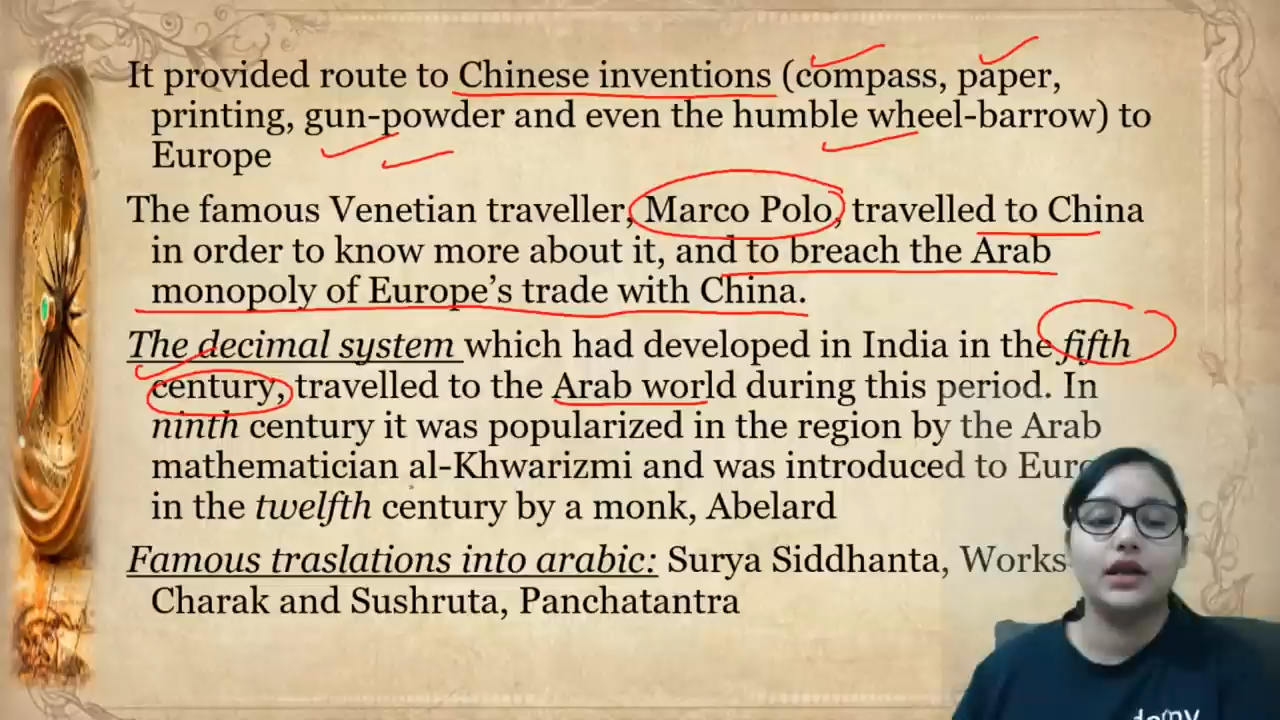 It provided route to Chinese inventions (compass, paper,
printing, gun-powder and even the humble wheel-barrow) to
Europe
The famous Venetian traveller, Marco Polo, travelled to China
in order to know more about it, and to breach the Arab
monopoly of Europe’s trade with China.
The decimal system which had developed in India in the fifth
century, travelled to the Arab world during this period. In
ninth century it was popularized in the region by the Arab
mathematician al-Khwarizmi and was introduced to
in the twelfth century by a monk, Abelard
Famous traslations into arabic: Surya Siddhanta, Works
Charak and Sushruta, Panchatantra